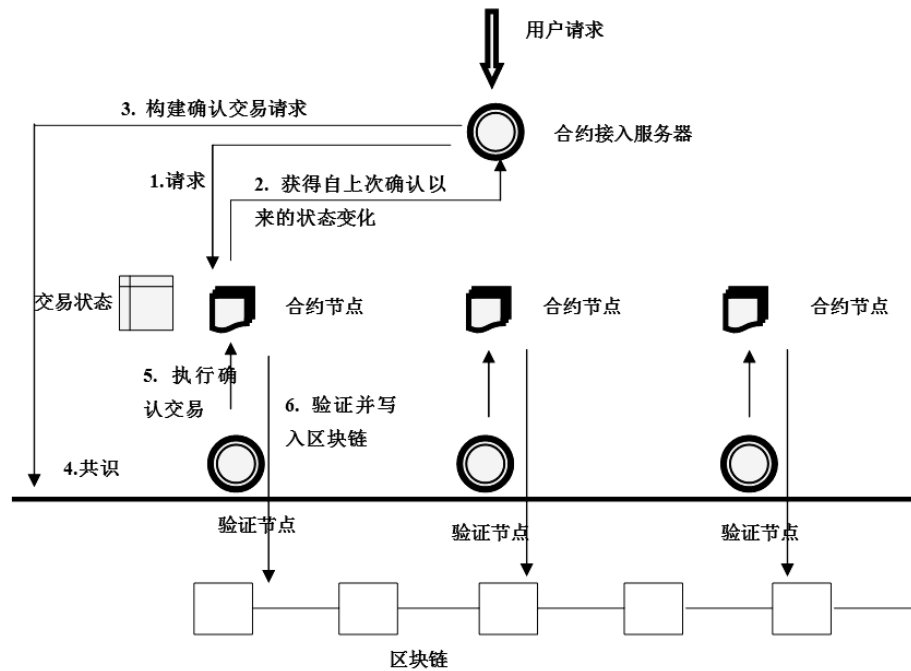 用户请求
3. 构建确认交易请求
合约接入服务器
1.请求
2. 获得自上次确认以
来的状态变化
交易状态
合约节点
合约节点
合约节点
5. 执行确
认交易
6. 验证并写
入区块链
4.共识
验证节点
验证节点
验证节点
区块链